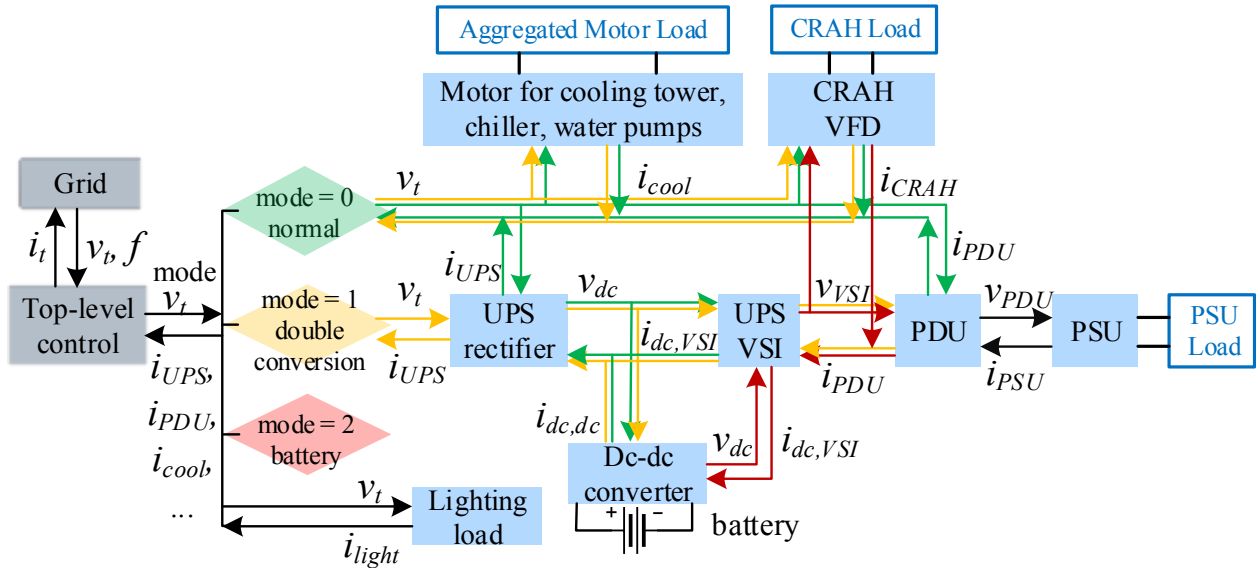 Aggregated Motor Load
CRAH Load
Motor for cooling tower,
chiller, water pumps
CRAH
VFD
Grid
i_t
v_t, f
mode
v_t
Top-level
control
i_UPS,
i_PDU,
i_cool,
...
mode = 0
normal
v_t
i_cool
i_CRAH
i_UPS
i_PDU
mode = 1
double
conversion
v_t
i_UPS
UPS
rectifier
v_dc
i_dc,VSI
UPS
VSI
v_VSI
i_PDU
PDU
v_PDU
i_PSU
PSU
PSU
Load
mode = 2
battery
i_dc,dc
Dc-dc
converter
v_dc
i_dc,VSI
+
−
battery
v_t
i_light
Lighting
load